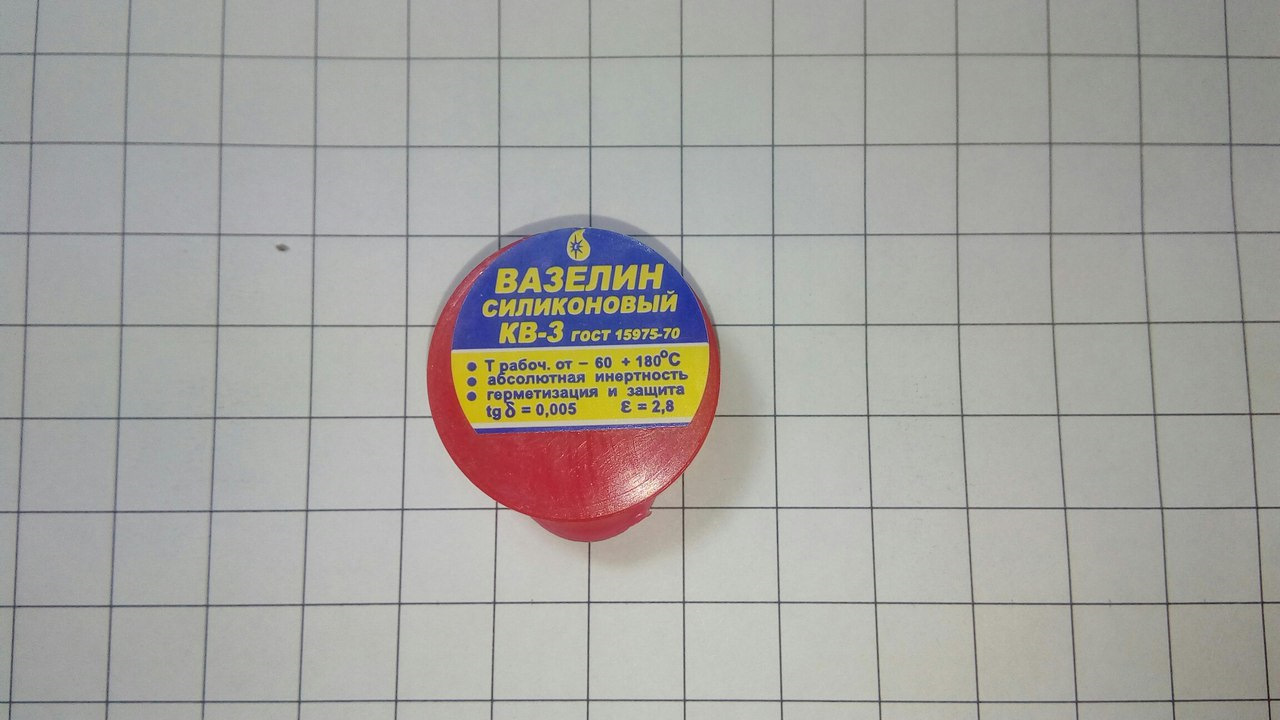 ВАЗЕЛИН
СИЛИКОНОВЫЙ
КВ-3 ГОСТ 15975-70
• Т рабоч. от – 60 + 180°С
• абсолютная инертность
• герметизация и защита
tg δ = 0,005 ε = 2,8